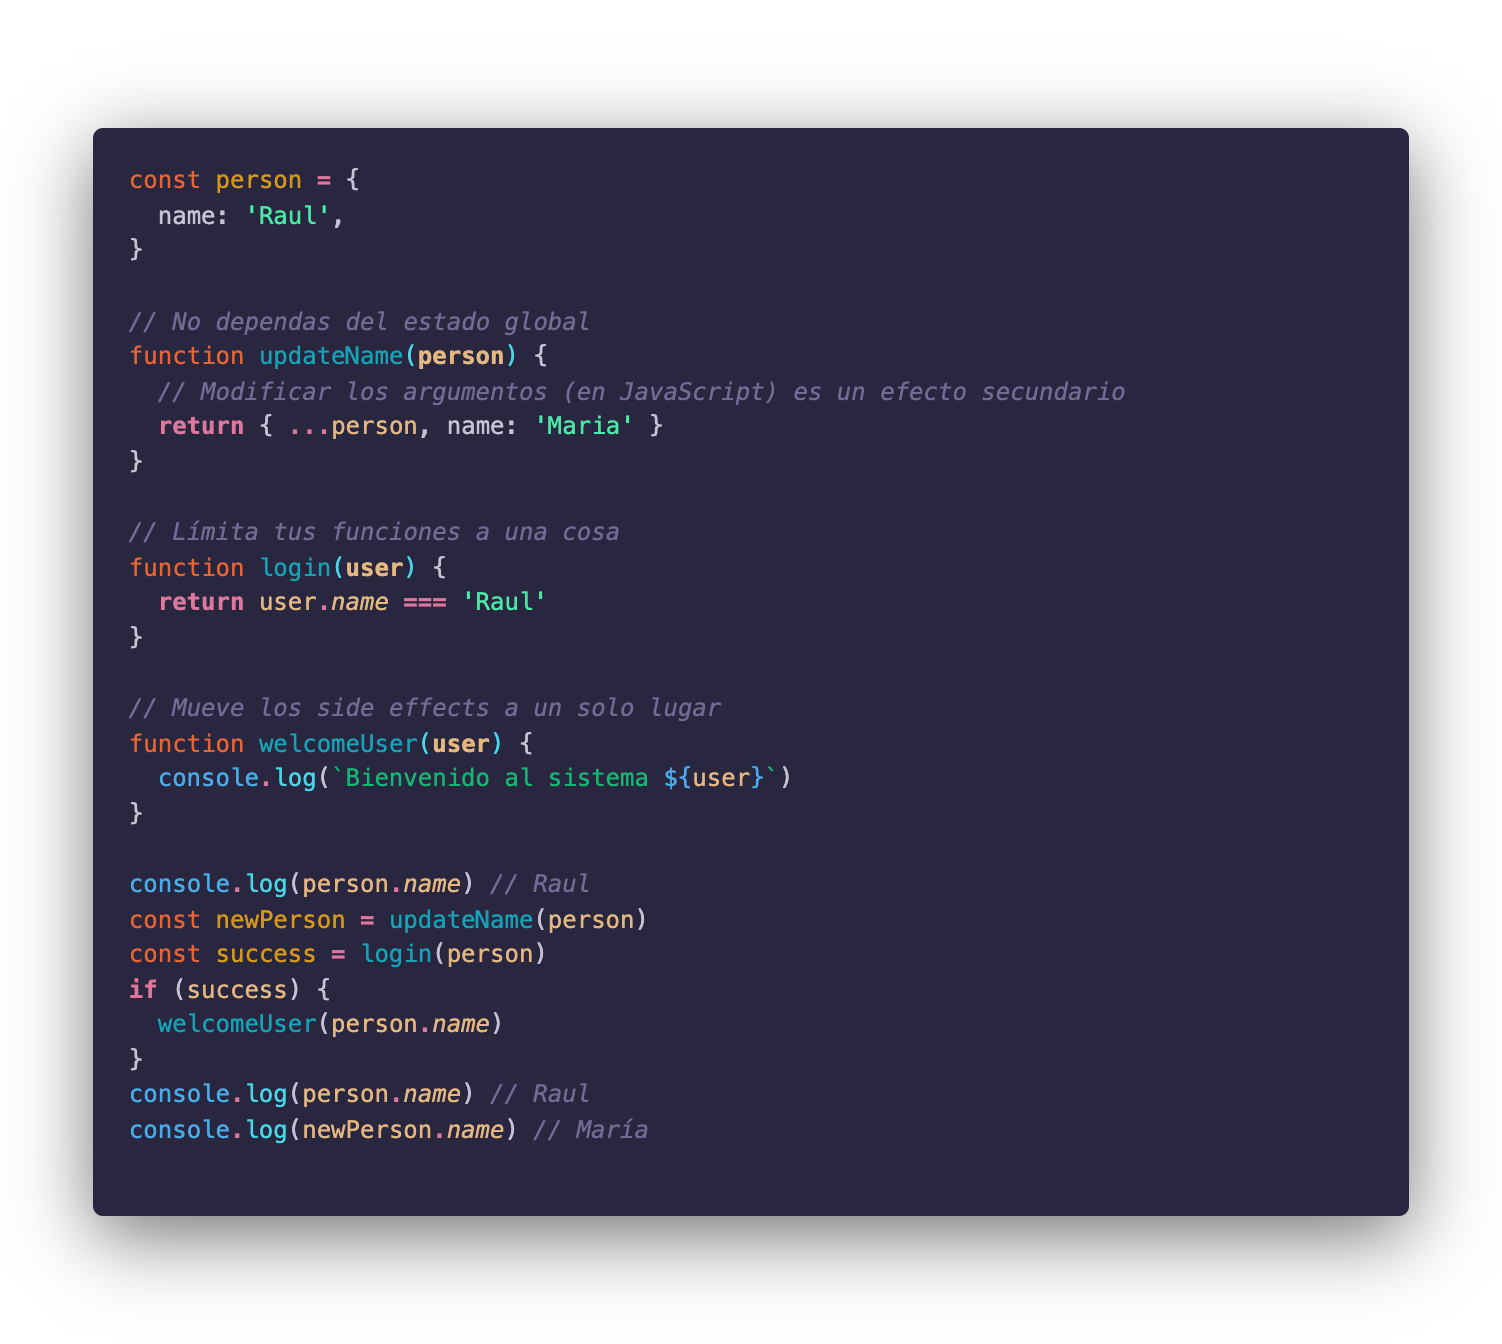 const person = {
  name: 'Raul',
}

// No dependas del estado global
function updateName(person) {
  // Modificar los argumentos (en JavaScript) es un efecto secundario
  return { ...person, name: 'Maria' }
}

// Límita tus funciones a una cosa
function login(user) {
  return user.name === 'Raul'
}

// Mueve los side effects a un solo lugar
function welcomeUser(user) {
  console.log(`Bienvenido al sistema ${user}`)
}

console.log(person.name) // Raul
const newPerson = updateName(person)
const success = login(person)
if (success) {
  welcomeUser(person.name)
}
console.log(person.name) // Raul
console.log(newPerson.name) // María